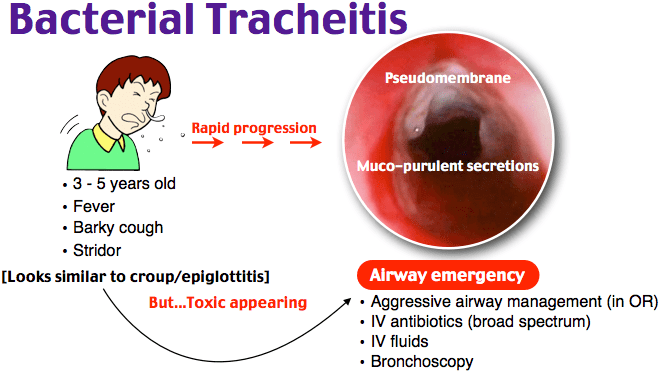 Bacterial Tracheitis
Rapid progression
Pseudomembrane
Muco-purulent secretions
• 3 - 5 years old
• Fever
• Barky cough
• Stridor
[Looks similar to croup/epiglottitis]
But...Toxic appearing
Airway emergency
• Aggressive airway management (in OR)
• IV antibiotics (broad spectrum)
• IV fluids
• Bronchoscopy